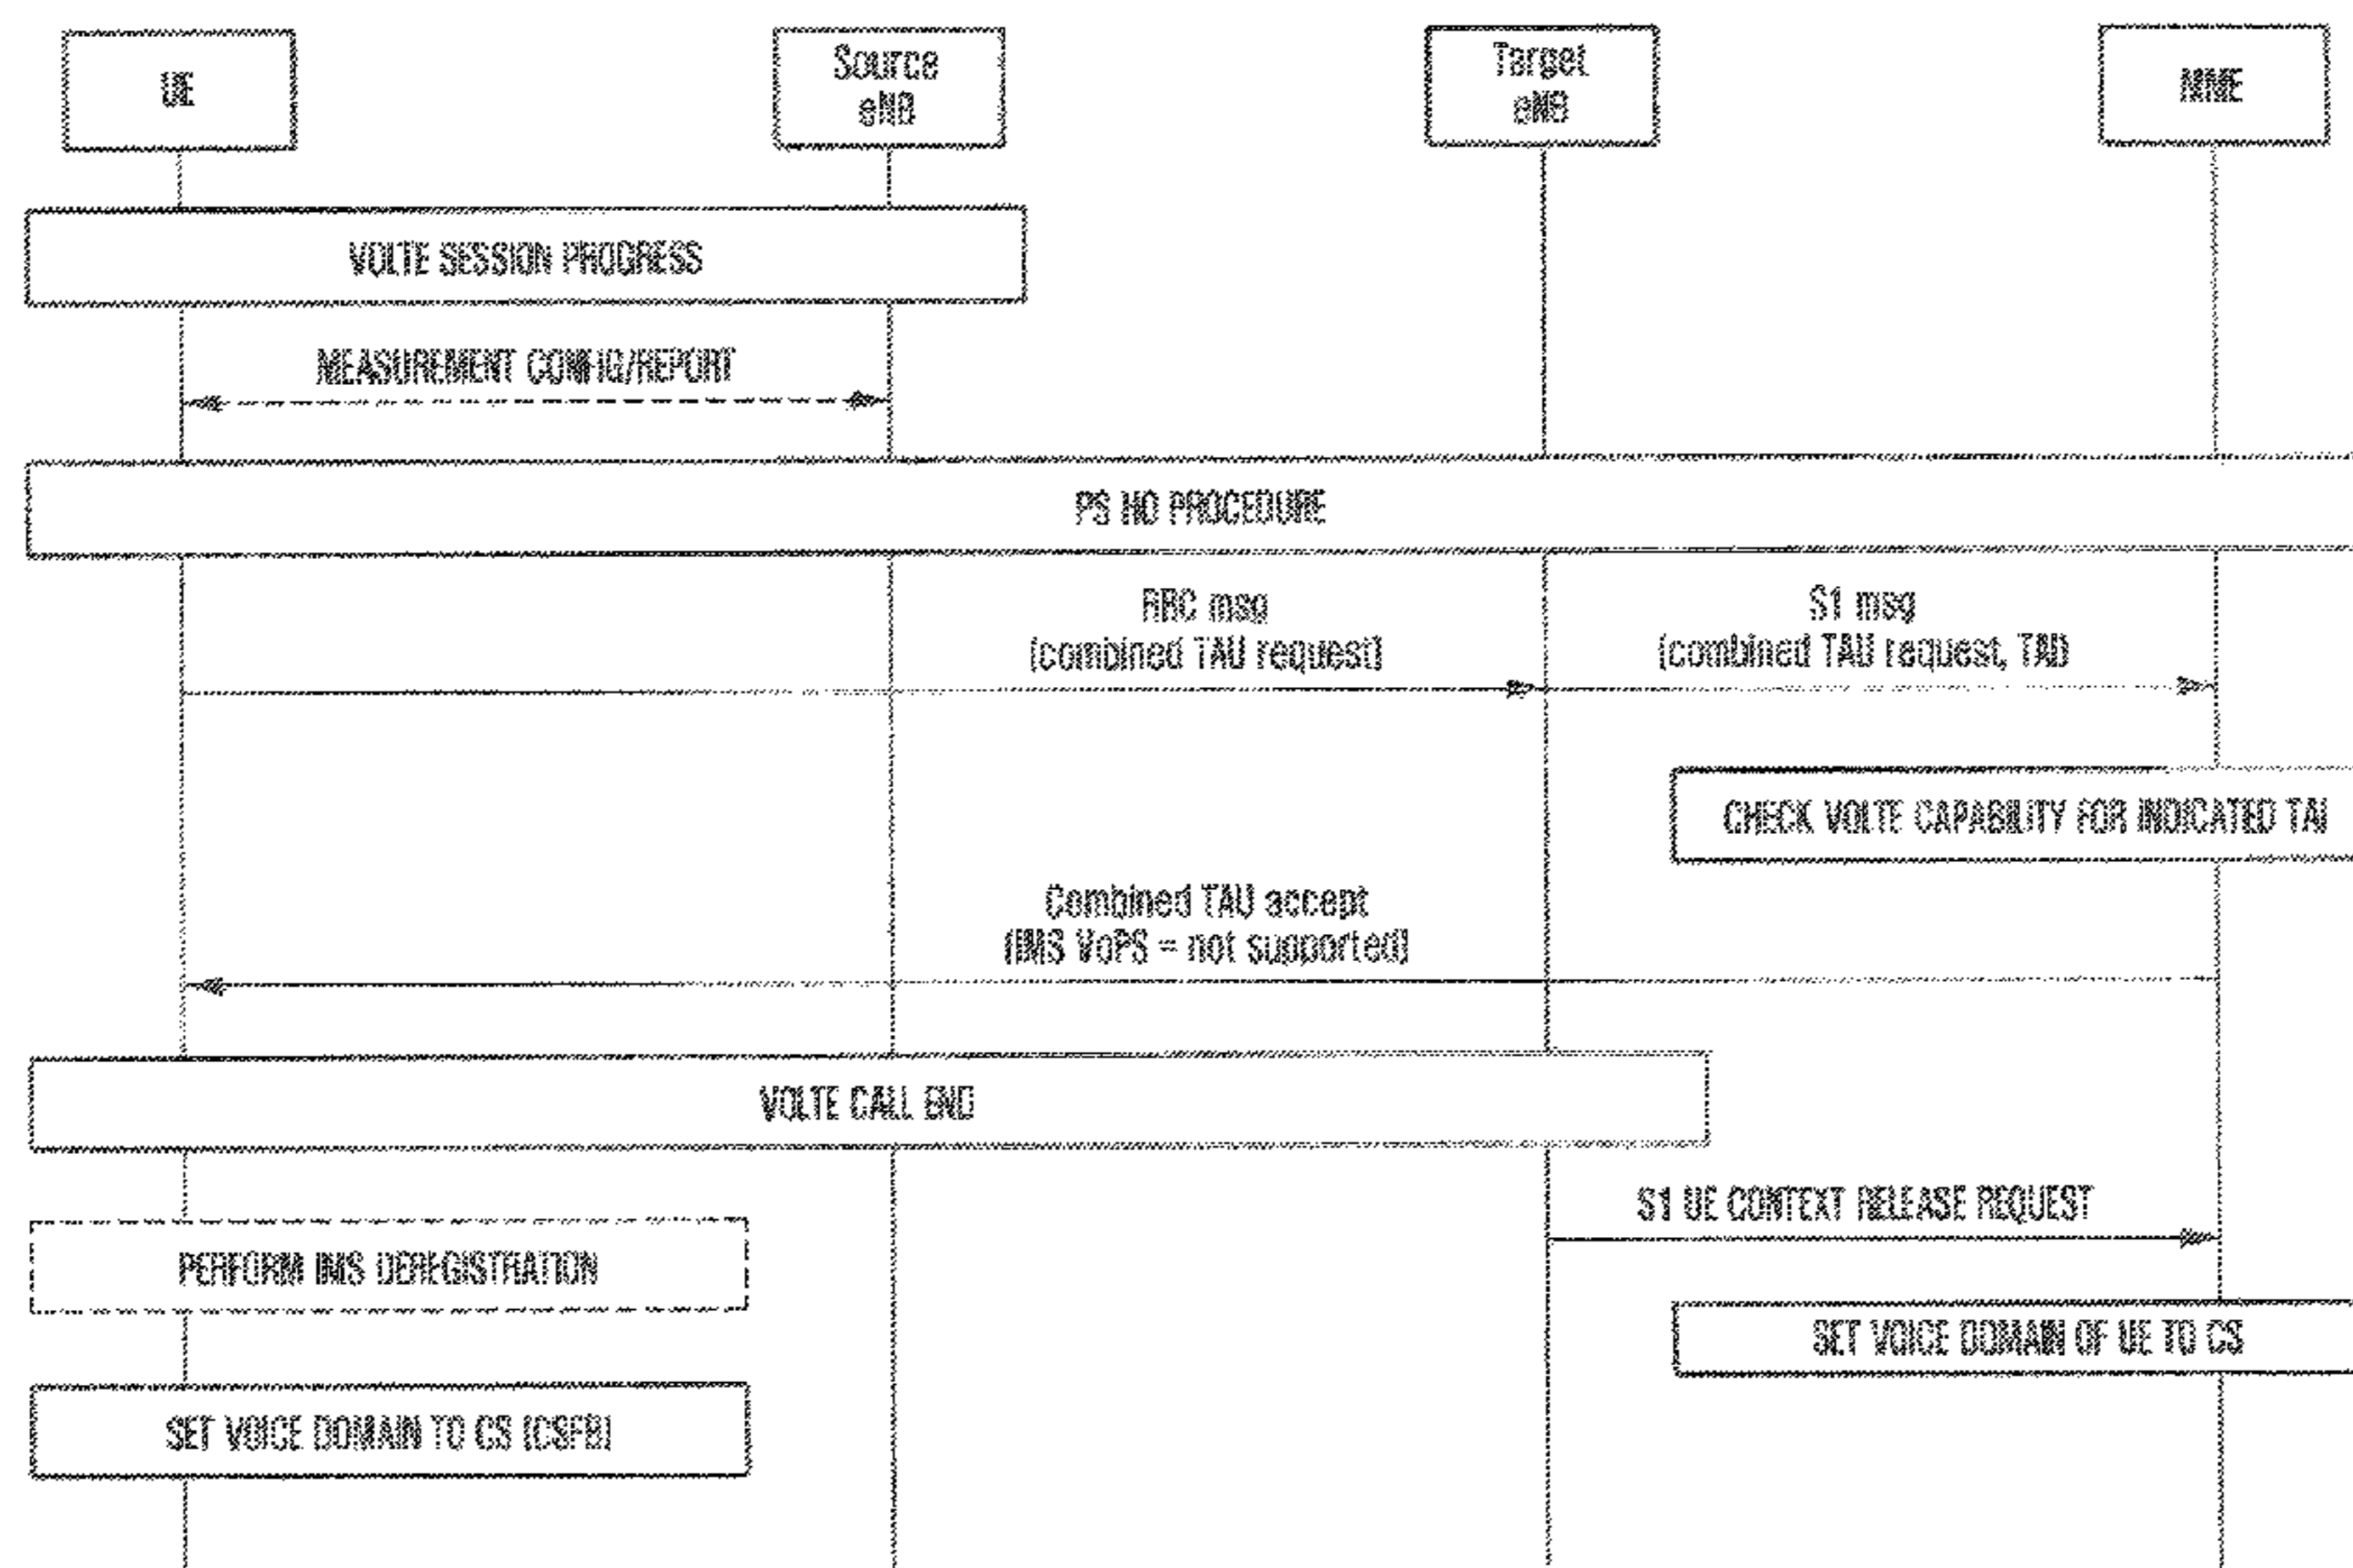 UE
Source
eNB
Target
eNB
MME
VOLTE SESSION PROGRESS
MEASUREMENT CONFIG/REPORT
PS HO PROCEDURE
RRC msg
(combined TAU request)
S1 msg
(combined TAU request, TAI)
CHECK VOLTE CAPABILITY FOR INDICATED TAI
Combined TAU accept
(IMS VoPS = not supported)
VOLTE CALL END
S1 UE CONTEXT RELEASE REQUEST
PERFORM IMS DEREGISTRATION
SET VOICE DOMAIN OF UE TO CS
SET VOICE DOMAIN TO CS (CSFB)